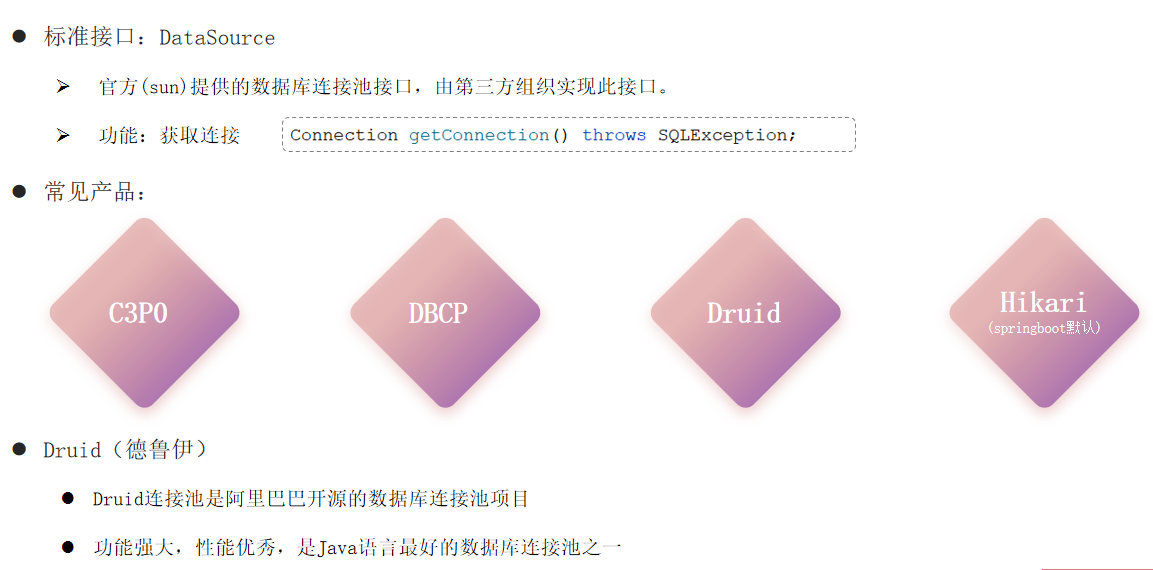 标准接口：DataSource
官方(sun)提供的数据库连接池接口，由第三方组织实现此接口。
功能：获取连接 Connection getConnection() throws SQLException;
常见产品：
C3P0 DBCP Druid Hikari
(springboot默认)
Druid（德鲁伊）
Druid连接池是阿里巴巴开源的数据库连接池项目
功能强大，性能优秀，是Java语言最好的数据库连接池之一